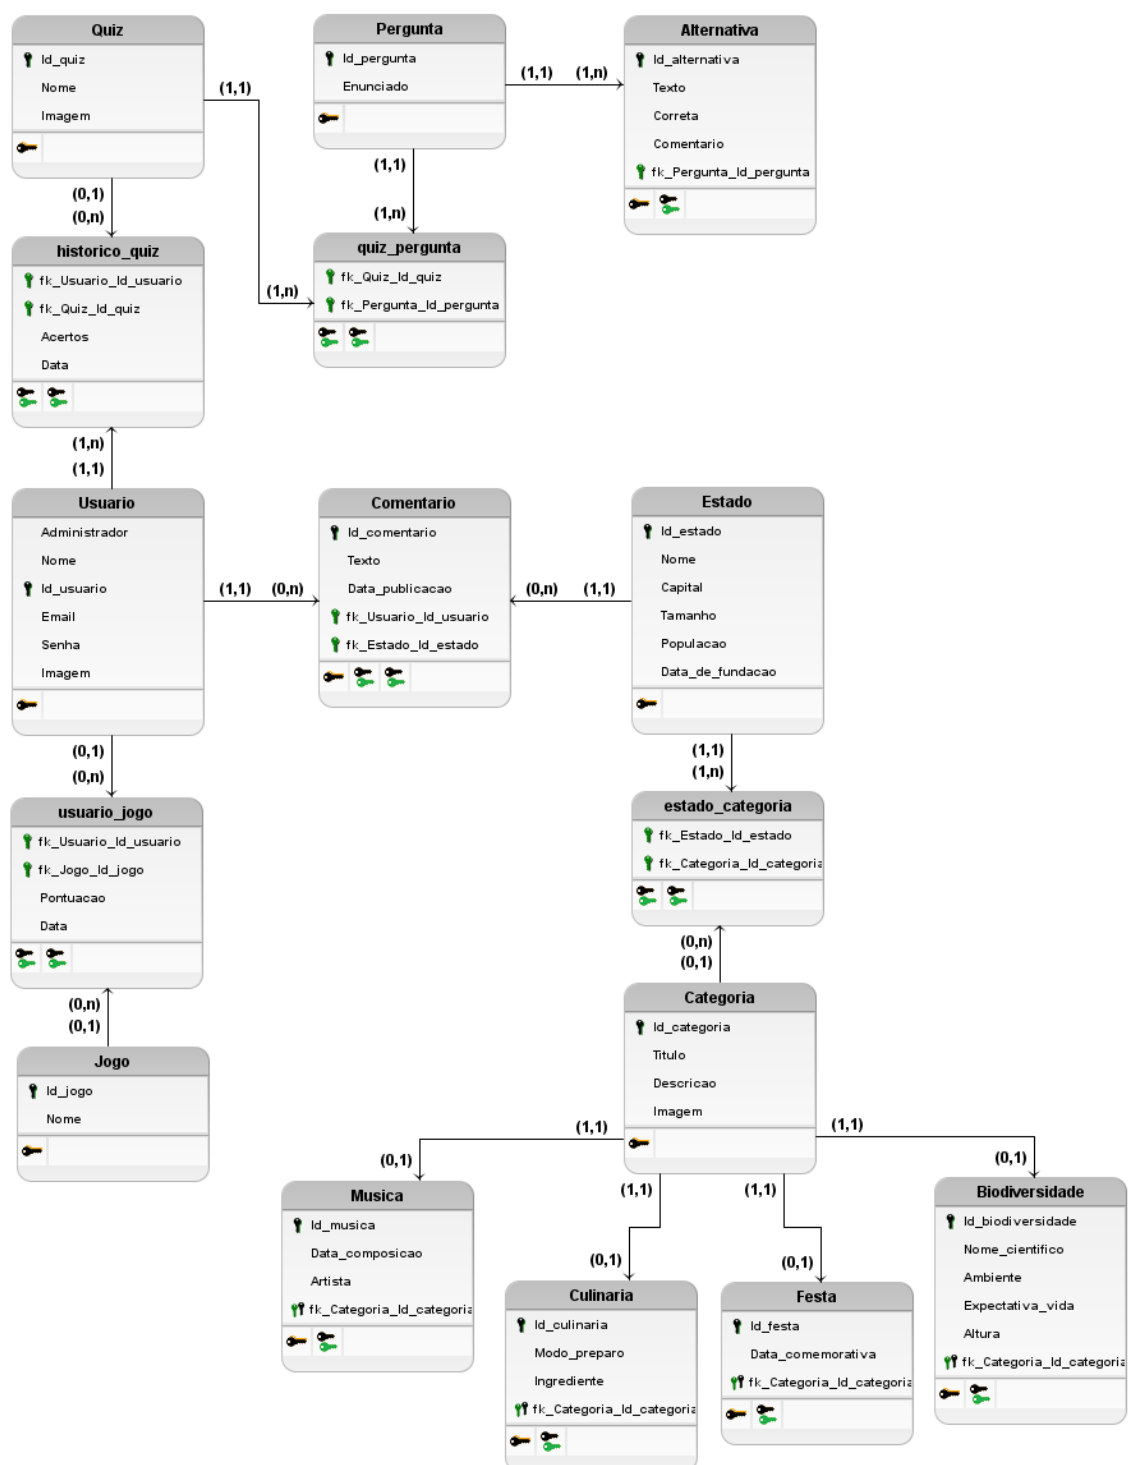 Quiz
Id_quiz
Nome
Imagem
Pergunta
Id_pergunta
Enunciado
Alternativa
Id_alternativa
Texto
Correta
Comentario
fk_Pergunta_Id_pergunta
(1,1)
(1,1)
(1,n)
(0,1)
(0,n)
(1,1)
(1,n)
(1,n)
historico_quiz
fk_Usuario_Id_usuario
fk_Quiz_Id_quiz
Acertos
Data
quiz_pergunta
fk_Quiz_Id_quiz
fk_Pergunta_Id_pergunta
(1,n)
(1,1)
Usuario
Administrador
Nome
Id_usuario
Email
Senha
Imagem
(1,1)
(0,n)
Comentario
Id_comentario
Texto
Data_publicacao
fk_Usuario_Id_usuario
fk_Estado_Id_estado
(0,n)
(1,1)
Estado
Id_estado
Nome
Capital
Tamanho
Populacao
Data_de_fundacao
(0,1)
(0,n)
(1,1)
(1,n)
usuario_jogo
fk_Usuario_Id_usuario
fk_Jogo_Id_jogo
Pontuacao
Data
estado_categoria
fk_Estado_Id_estado
fk_Categoria_Id_categoria
(0,n)
(0,1)
(0,n)
(0,1)
Jogo
Id_jogo
Nome
Categoria
Id_categoria
Titulo
Descricao
Imagem
(1,1)
(1,1)
(0,1)
(0,1)
(1,1)
(1,1)
(0,1)
(0,1)
Musica
Id_musica
Data_composicao
Artista
fk_Categoria_Id_categoria
Culinaria
Id_culinaria
Modo_preparo
Ingrediente
fk_Categoria_Id_categoria
Festa
Id_festa
Data_comemorativa
fk_Categoria_Id_categoria
Biodiversidade
Id_biodiversidade
Nome_cientifico
Ambiente
Expectativa_vida
Altura
fk_Categoria_Id_categoria